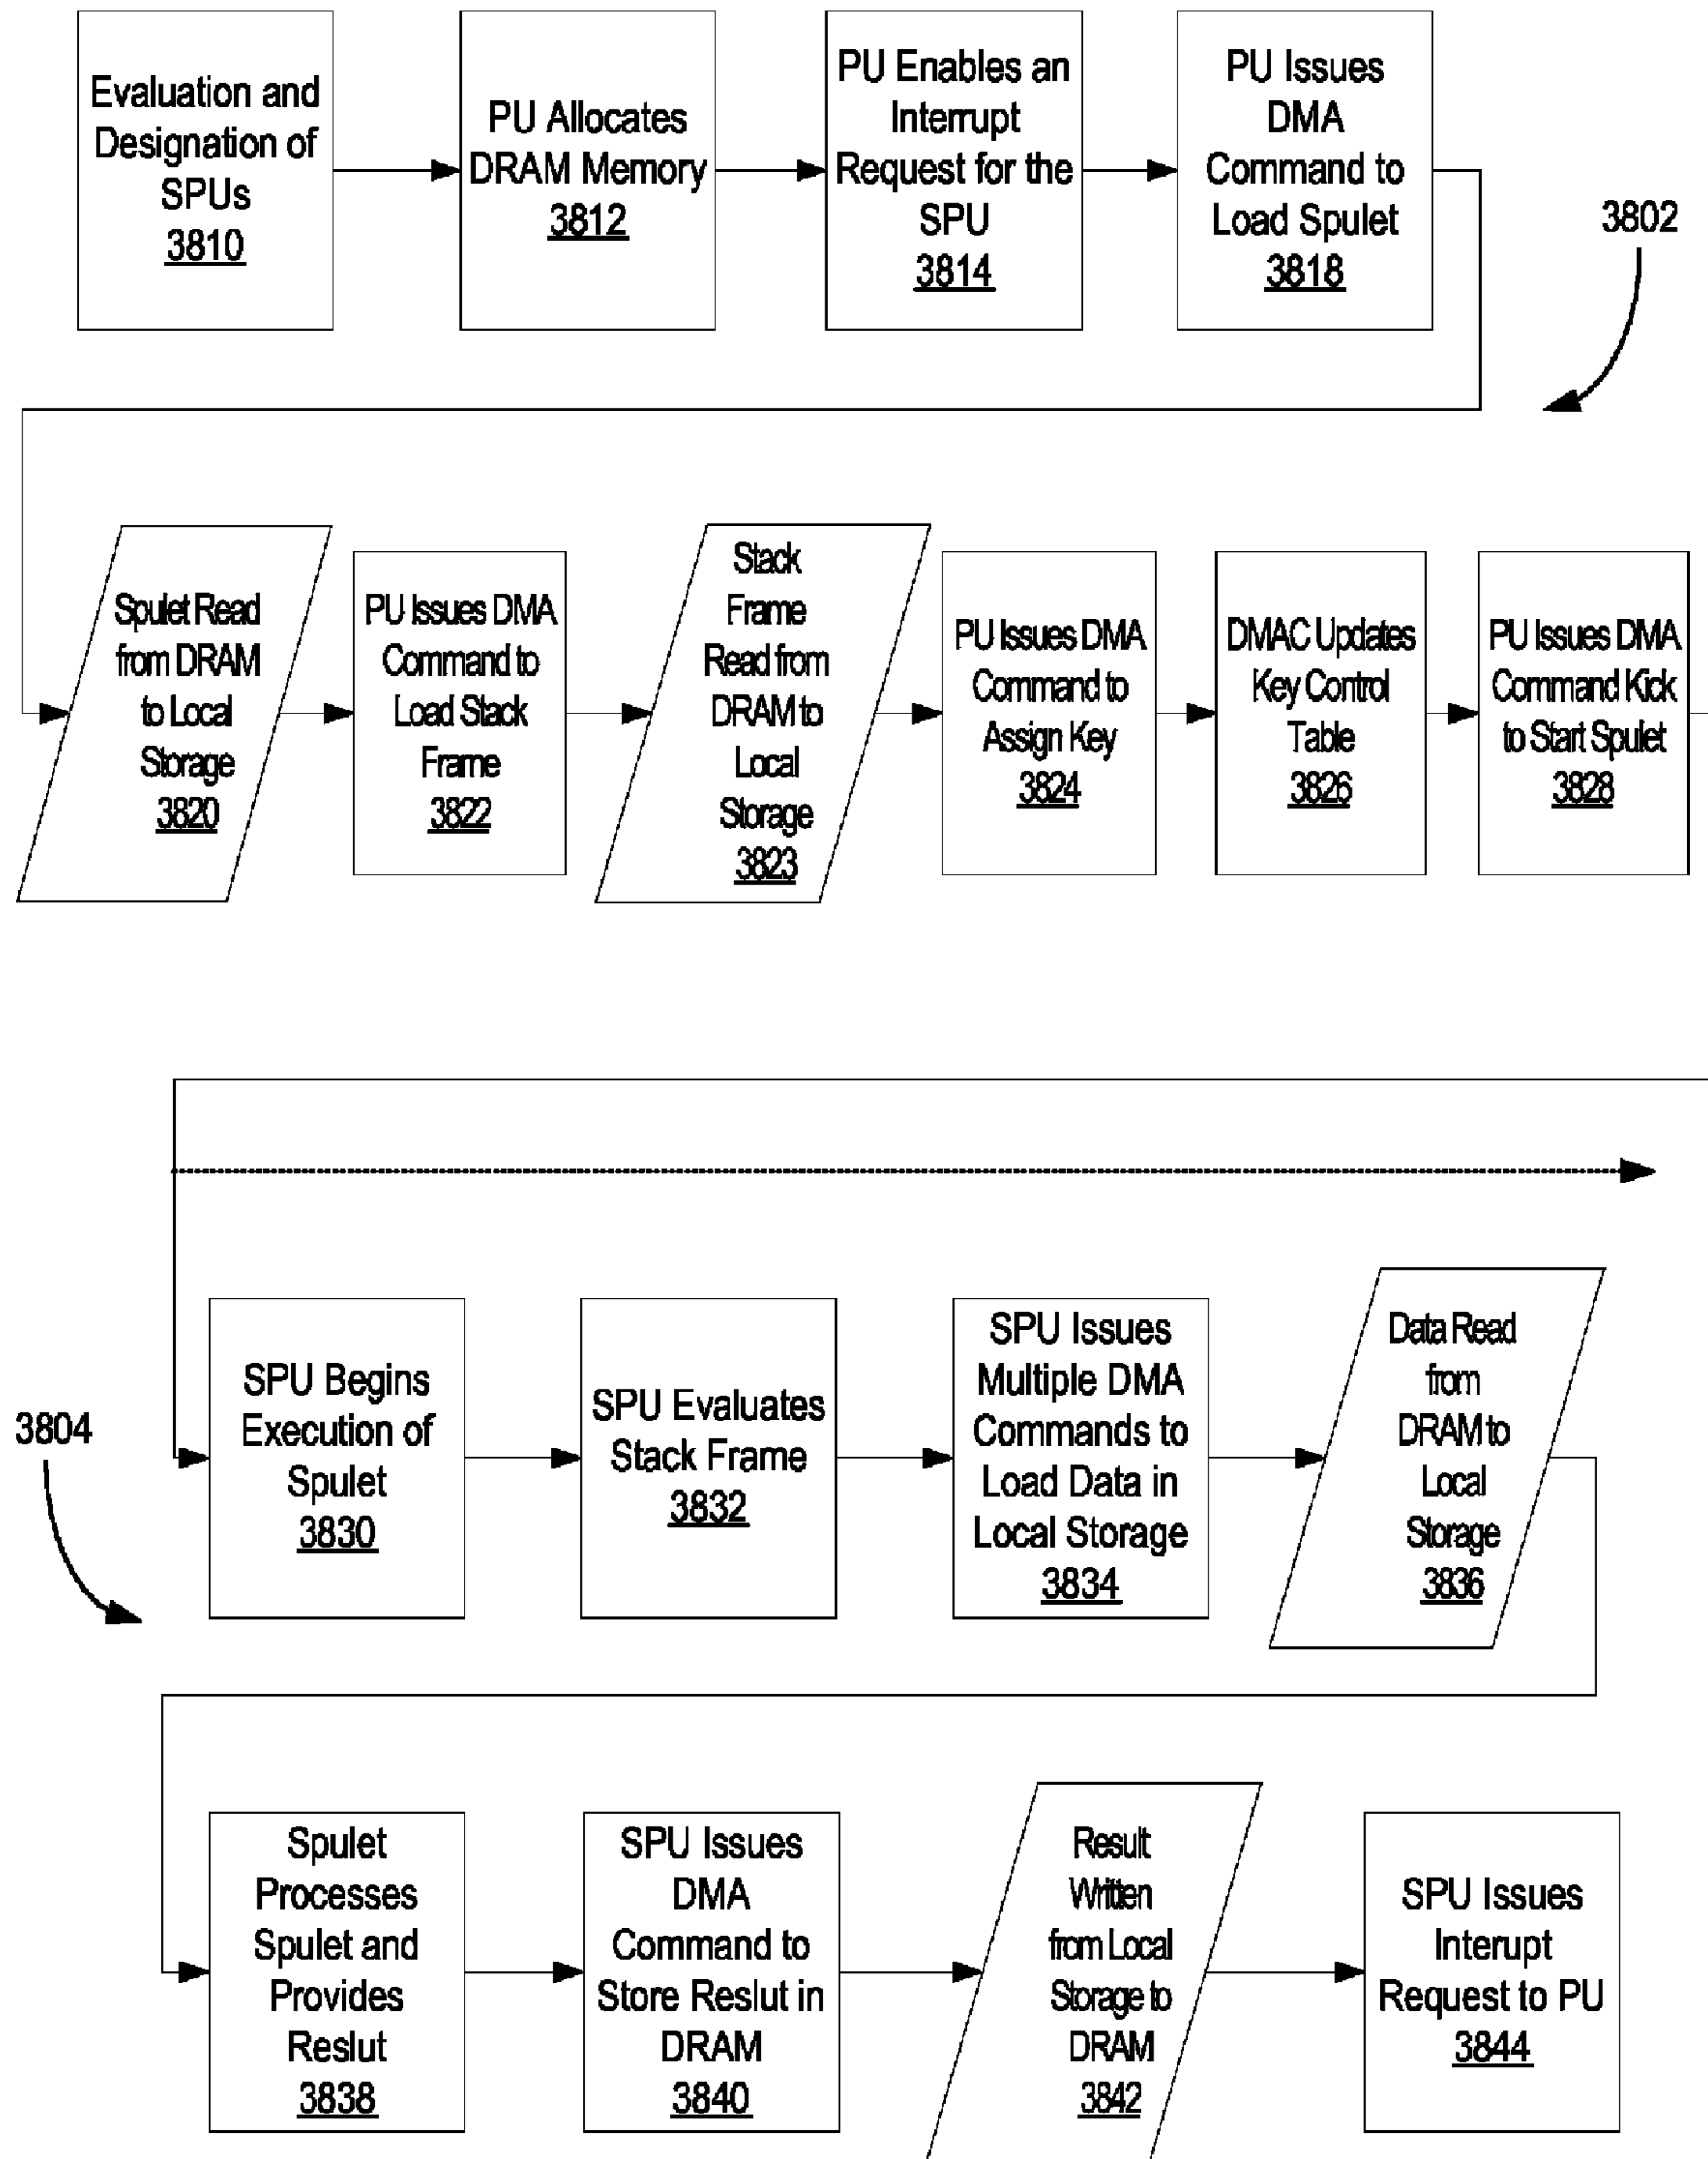 Evaluation and
Designation of
SPUs
3810
PU Allocates
DRAM Memory
3812
PU Enables an
Interrupt
Request for the
SPU
3814
PU Issues
DMA
Command to
Load Spulet
3818
3802
Spulet Read
from DRAM
to Local
Storage
3820
PU Issues DMA
Command to
Load Stack
Frame
3822
Stack
Frame
Read from
DRAM to
Local
Storage
3823
PU Issues DMA
Command to
Assign Key
3824
DMAC Updates
Key Control
Table
3826
PU Issues DMA
Command Kick
to Start Spulet
3828
3804
SPU Begins
Execution of
Spulet
3830
SPU Evaluates
Stack Frame
3832
SPU Issues
Multiple DMA
Commands to
Load Data in
Local Storage
3834
Data Read
from
DRAM to
Local
Storage
3836
Spulet
Processes
Spulet and
Provides
Reslut
3838
SPU Issues
DMA
Command to
Store Reslut in
DRAM
3840
Result
Written
from Local
Storage to
DRAM
3842
SPU Issues
Interupt
Request to PU
3844